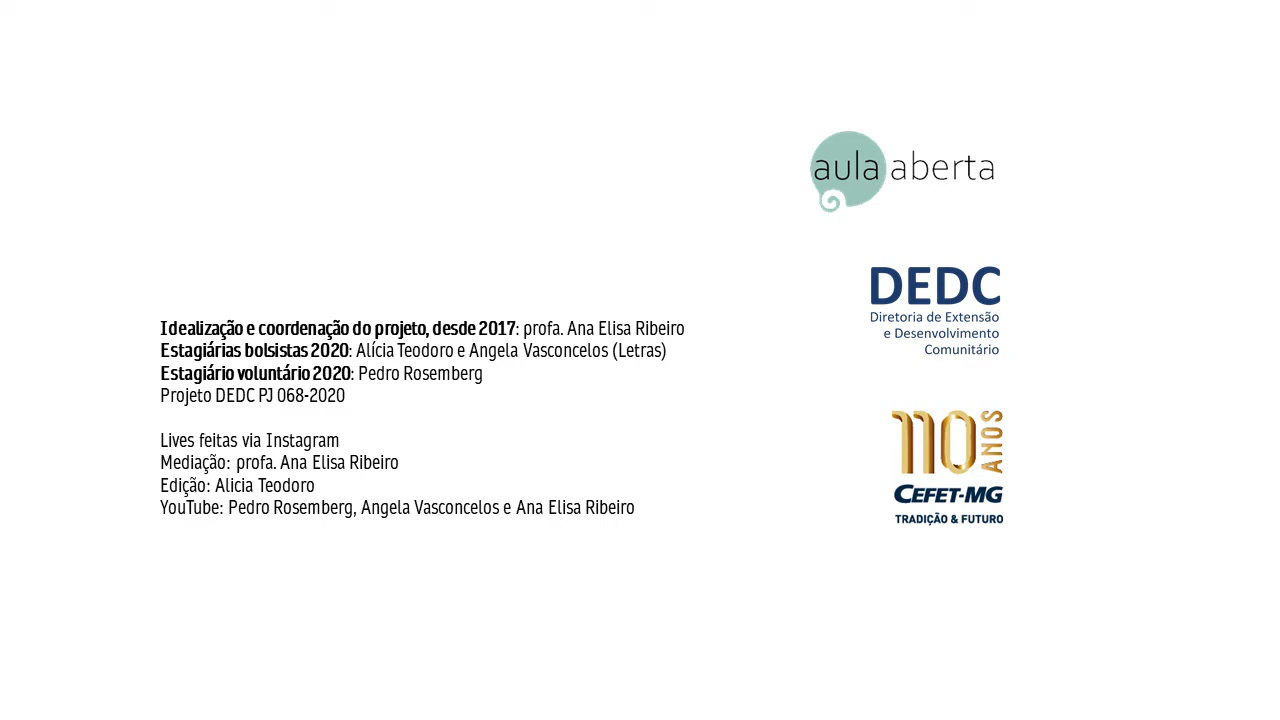 aula aberta
DEDC
Diretoria de Extensão
e Desenvolvimento
Comunitário
Idealização e coordenação do projeto, desde 2017: profa. Ana Elisa Ribeiro
Estagiárias bolsistas 2020: Alícia Teodoro e Angela Vasconcelos (Letras)
Estagiário voluntário 2020: Pedro Rosemberg
Projeto DEDC PJ 068-2020
Lives feitas via Instagram
Mediação: profa. Ana Elisa Ribeiro
Edição: Alicia Teodoro
YouTube: Pedro Rosemberg, Angela Vasconcelos e Ana Elisa Ribeiro
110 ANOS
CEFET-MG
TRADIÇÃO & FUTURO